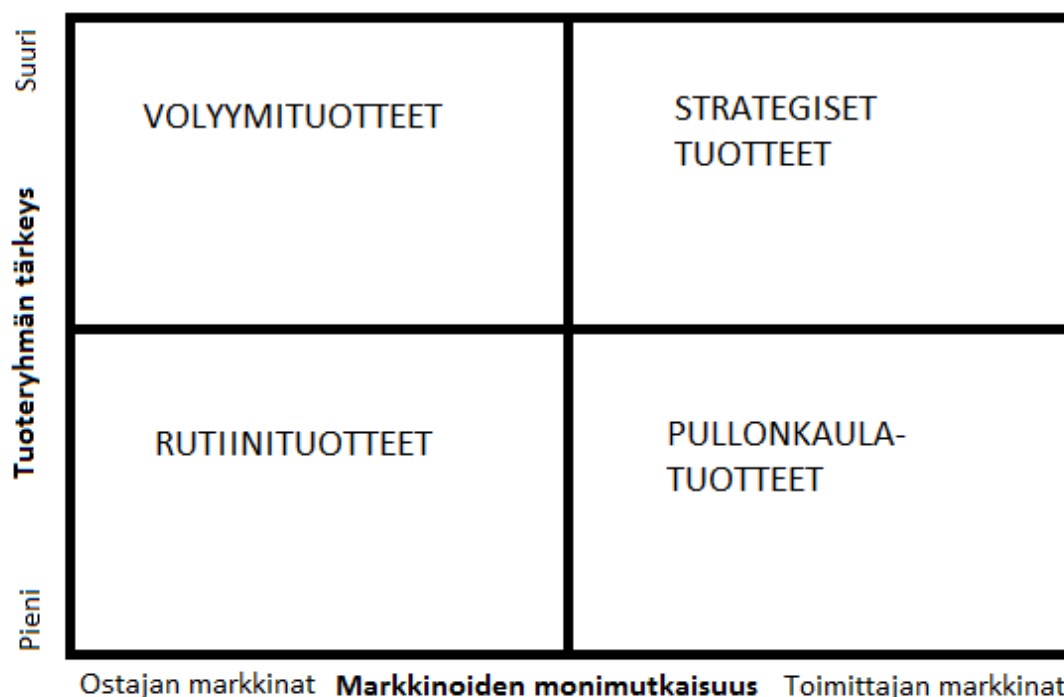 Suuri
VOLYYMITUOTTEET
STRATEGISET
TUOTTEET
Tuoteryhmän tärkeys
RUTIINITUOTTEET
PULLONKAULA-
TUOTTEET
Pieni
Ostajan markkinat Markkinoiden monimutkaisuus Toimittajan markkinat